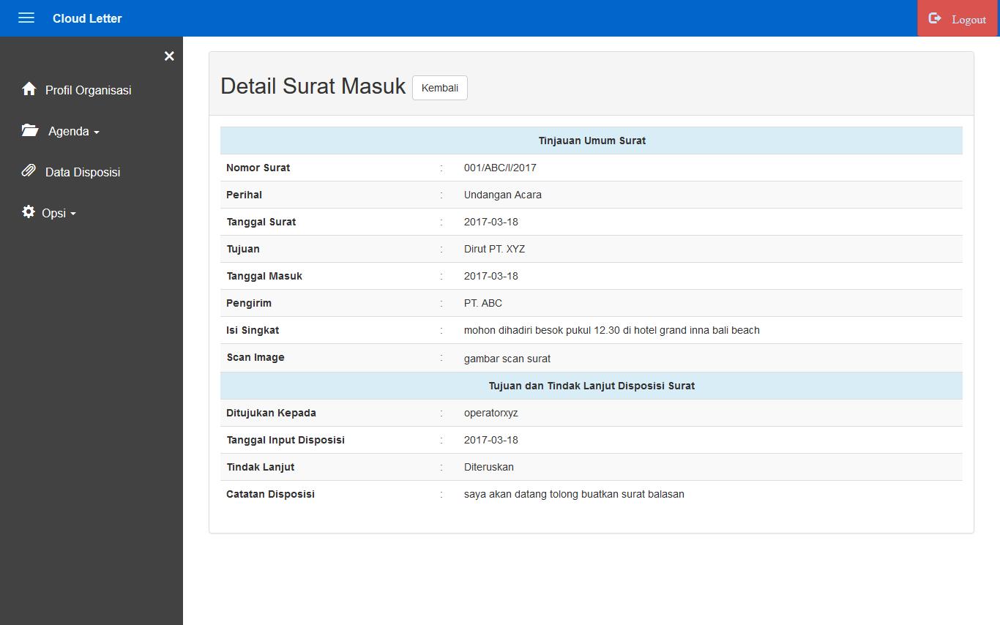 Cloud Letter
Logout
Profil Organisasi
Agenda
Data Disposisi
Opsi
Detail Surat Masuk Kembali
Tinjauan Umum Surat
Nomor Surat : 001/ABC/I/2017
Perihal : Undangan Acara
Tanggal Surat : 2017-03-18
Tujuan : Dirut PT. XYZ
Tanggal Masuk : 2017-03-18
Pengirim : PT. ABC
Isi Singkat : mohon dihadiri besok pukul 12.30 di hotel grand inna bali beach
Scan Image : gambar scan surat
Tujuan dan Tindak Lanjut Disposisi Surat
Ditujukan Kepada : operatorxyz
Tanggal Input Disposisi : 2017-03-18
Tindak Lanjut : Diteruskan
Catatan Disposisi : saya akan datang tolong buatkan surat balasan